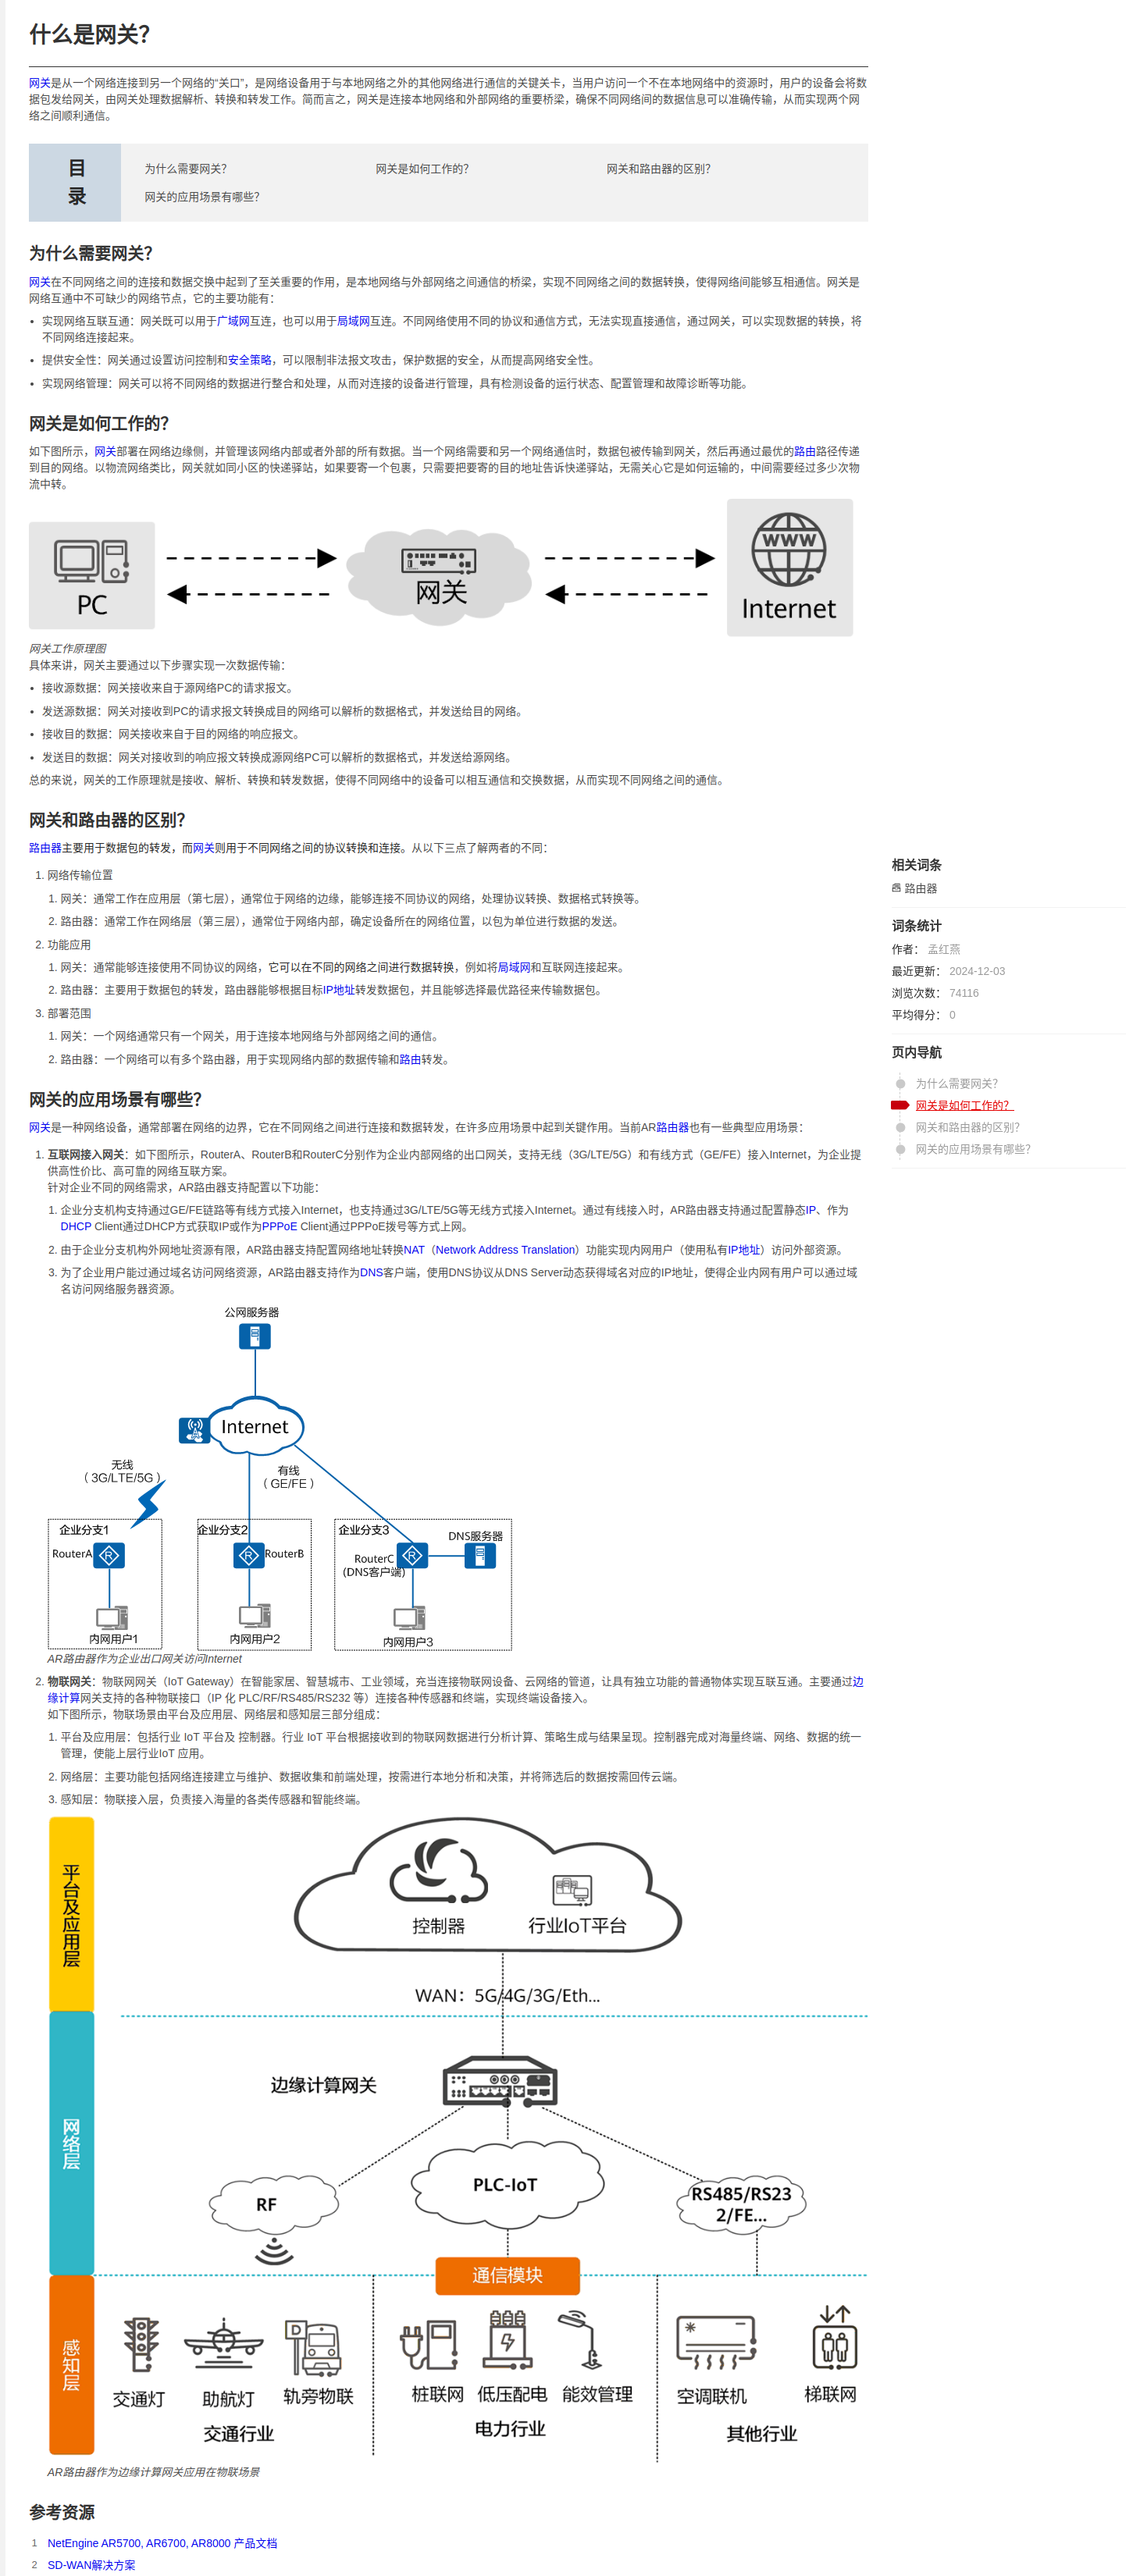 什么是网关？
网关是从一个网络连接到另一个网络的“关口”，是网络设备用于与本地网络之外的其他网络进行通信的关键关卡，当用户访问一个不在本地网络中的资源时，用户的设备会将数
据包发给网关，由网关处理数据解析、转换和转发工作。简而言之，网关是连接本地网络和外部网络的重要桥梁，确保不同网络间的数据信息可以准确传输，从而实现两个网
络之间顺利通信。
目
录
为什么需要网关？ 网关是如何工作的？ 网关和路由器的区别？
网关的应用场景有哪些？
为什么需要网关？
网关在不同网络之间的连接和数据交换中起到了至关重要的作用，是本地网络与外部网络之间通信的桥梁，实现不同网络之间的数据转换，使得网络间能够互相通信。网关是
网络互通中不可缺少的网络节点，它的主要功能有：
• 实现网络互联互通：网关既可以用于广域网互连，也可以用于局域网互连。不同网络使用不同的协议和通信方式，无法实现直接通信，通过网关，可以实现数据的转换，将
不同网络连接起来。
• 提供安全性：网关通过设置访问控制和安全策略，可以限制非法报文攻击，保护数据的安全，从而提高网络安全性。
• 实现网络管理：网关可以将不同网络的数据进行整合和处理，从而对连接的设备进行管理，具有检测设备的运行状态、配置管理和故障诊断等功能。
网关是如何工作的？
如下图所示，网关部署在网络边缘侧，并管理该网络内部或者外部的所有数据。当一个网络需要和另一个网络通信时，数据包被传输到网关，然后再通过最优的路由路径传递
到目的网络。以物流网络类比，网关就如同小区的快递驿站，如果要寄一个包裹，只需要把要寄的目的地址告诉快递驿站，无需关心它是如何运输的，中间需要经过多少次物
流中转。
WWW
PC
网关
Internet
网关工作原理图
具体来讲，网关主要通过以下步骤实现一次数据传输：
• 接收源数据：网关接收来自于源网络PC的请求报文。
• 发送源数据：网关对接收到PC的请求报文转换成目的网络可以解析的数据格式，并发送给目的网络。
• 接收目的数据：网关接收来自于目的网络的响应报文。
• 发送目的数据：网关对接收到的响应报文转换成源网络PC可以解析的数据格式，并发送给源网络。
总的来说，网关的工作原理就是接收、解析、转换和转发数据，使得不同网络中的设备可以相互通信和交换数据，从而实现不同网络之间的通信。
网关和路由器的区别？
路由器主要用于数据包的转发，而网关则用于不同网络之间的协议转换和连接。从以下三点了解两者的不同：
1. 网络传输位置
1. 网关：通常工作在应用层（第七层），通常位于网络的边缘，能够连接不同协议的网络，处理协议转换、数据格式转换等。
2. 路由器：通常工作在网络层（第三层），通常位于网络内部，确定设备所在的网络位置，以包为单位进行数据的发送。
2. 功能应用
1. 网关：通常能够连接使用不同协议的网络，它可以在不同的网络之间进行数据转换，例如将局域网和互联网连接起来。
2. 路由器：主要用于数据包的转发，路由器能够根据目标IP地址转发数据包，并且能够选择最优路径来传输数据包。
3. 部署范围
1. 网关：一个网络通常只有一个网关，用于连接本地网络与外部网络之间的通信。
2. 路由器：一个网络可以有多个路由器，用于实现网络内部的数据传输和路由转发。
相关词条
路由器
词条统计
作者： 孟红燕
最近更新： 2024-12-03
浏览次数： 74116
平均得分： 0
页内导航
为什么需要网关？
网关是如何工作的？
网关和路由器的区别？
网关的应用场景有哪些？
网关的应用场景有哪些？
网关是一种网络设备，通常部署在网络的边界，它在不同网络之间进行连接和数据转发，在许多应用场景中起到关键作用。当前AR路由器也有一些典型应用场景：
1. 互联网接入网关：如下图所示，RouterA、RouterB和RouterC分别作为企业内部网络的出口网关，支持无线（3G/LTE/5G）和有线方式（GE/FE）接入Internet，为企业提
供高性价比、高可靠的网络互联方案。
针对企业不同的网络需求，AR路由器支持配置以下功能：
1. 企业分支机构支持通过GE/FE链路等有线方式接入Internet，也支持通过3G/LTE/5G等无线方式接入Internet。通过有线接入时，AR路由器支持通过配置静态IP、作为
DHCP Client通过DHCP方式获取IP或作为PPPoE Client通过PPPoE拨号等方式上网。
2. 由于企业分支机构外网地址资源有限，AR路由器支持配置网络地址转换NAT（Network Address Translation）功能实现内网用户（使用私有IP地址）访问外部资源。
3. 为了企业用户能过通过域名访问网络资源，AR路由器支持作为DNS客户端，使用DNS协议从DNS Server动态获得域名对应的IP地址，使得企业内网有用户可以通过域
名访问网络服务器资源。
公网服务器
Internet
无线
（3G/LTE/5G）
有线
（GE/FE）
企业分支1 企业分支2 企业分支3
DNS服务器
RouterA R R RouterB RouterC R
(DNS客户端)
内网用户1 内网用户2 内网用户3
AR路由器作为企业出口网关访问Internet
2. 物联网关：物联网网关（IoT Gateway）在智能家居、智慧城市、工业领域，充当连接物联网设备、云网络的管道，让具有独立功能的普通物体实现互联互通。主要通过边
缘计算网关支持的各种物联接口（IP 化 PLC/RF/RS485/RS232 等）连接各种传感器和终端，实现终端设备接入。
如下图所示，物联场景由平台及应用层、网络层和感知层三部分组成：
1. 平台及应用层：包括行业 IoT 平台及 控制器。行业 IoT 平台根据接收到的物联网数据进行分析计算、策略生成与结果呈现。控制器完成对海量终端、网络、数据的统一
管理，使能上层行业IoT 应用。
2. 网络层：主要功能包括网络连接建立与维护、数据收集和前端处理，按需进行本地分析和决策，并将筛选后的数据按需回传云端。
3. 感知层：物联接入层，负责接入海量的各类传感器和智能终端。
平台及应用层
控制器 行业IoT平台
WAN：5G/4G/3G/Eth...
网络层
边缘计算网关
RF
PLC-IoT
RS485/RS23
2/FE...
通信模块
感知层
D
交通灯 助航灯 轨旁物联 桩联网 低压配电 能效管理 空调联机 梯联网
交通行业 电力行业 其他行业
AR路由器作为边缘计算网关应用在物联场景
参考资源
1 NetEngine AR5700, AR6700, AR8000 产品文档
2 SD-WAN解决方案